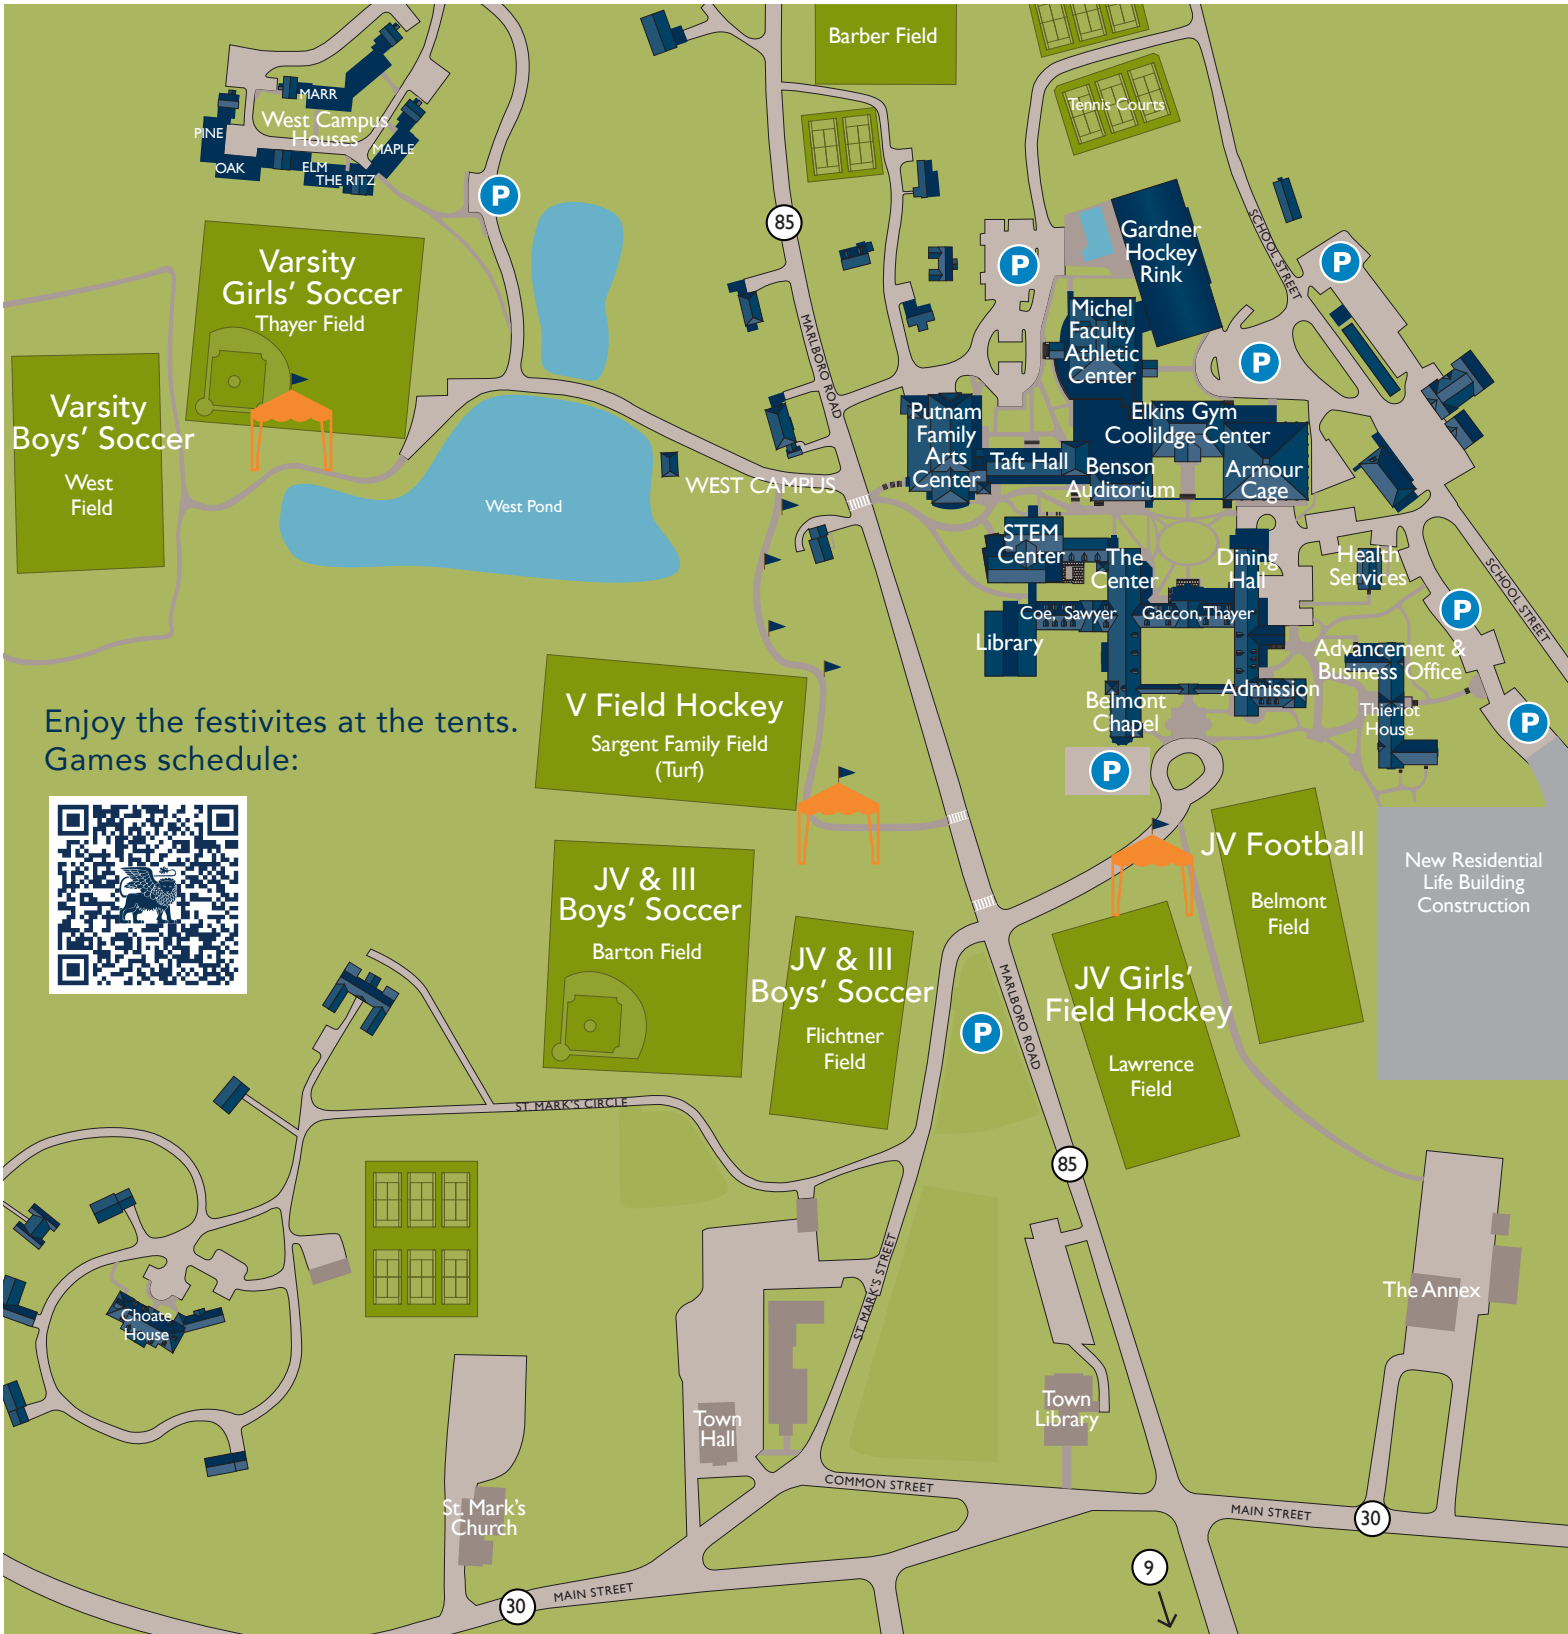 Barber Field
Tennis Courts
MARR
West Campus
Houses
PINE
OAK
ELM
THE RITZ
MAPLE
P
85
SCHOOL STREET
P
P
P
Gardner
Hockey
Rink
Varsity
Girls' Soccer
Thayer Field
Michel
Faculty
Athletic
Center
MARLBORO ROAD
Varsity
Boys' Soccer
West
Field
Putnam
Family
Arts
Center
Elkins Gym
Coolildge Center
Taft Hall
Benson
Auditorium
Armour
Cage
WEST CAMPUS
West Pond
STEM
Center
The
Center
Dining
Hall
Health
Services
SCHOOL STREET
P
Coe, Sawyer
Gaccon, Thayer
Library
Advancement &
Business Office
Admission
Belmont
Chapel
Thieriot
House
P
P
V Field Hockey
Sargent Family Field
(Turf)
Enjoy the festivites at the tents.
Games schedule:
JV Football
Belmont
Field
New Residential
Life Building
Construction
JV & III
Boys' Soccer
Barton Field
JV & III
Boys' Soccer
Flichtner
Field
P
MARLBORO ROAD
JV Girls'
Field Hockey
Lawrence
Field
ST MARK'S CIRCLE
85
ST MARK'S STREET
The Annex
Choate
House
Town
Hall
Town
Library
COMMON STREET
St. Mark's
Church
MAIN STREET
30
9
MAIN STREET
30